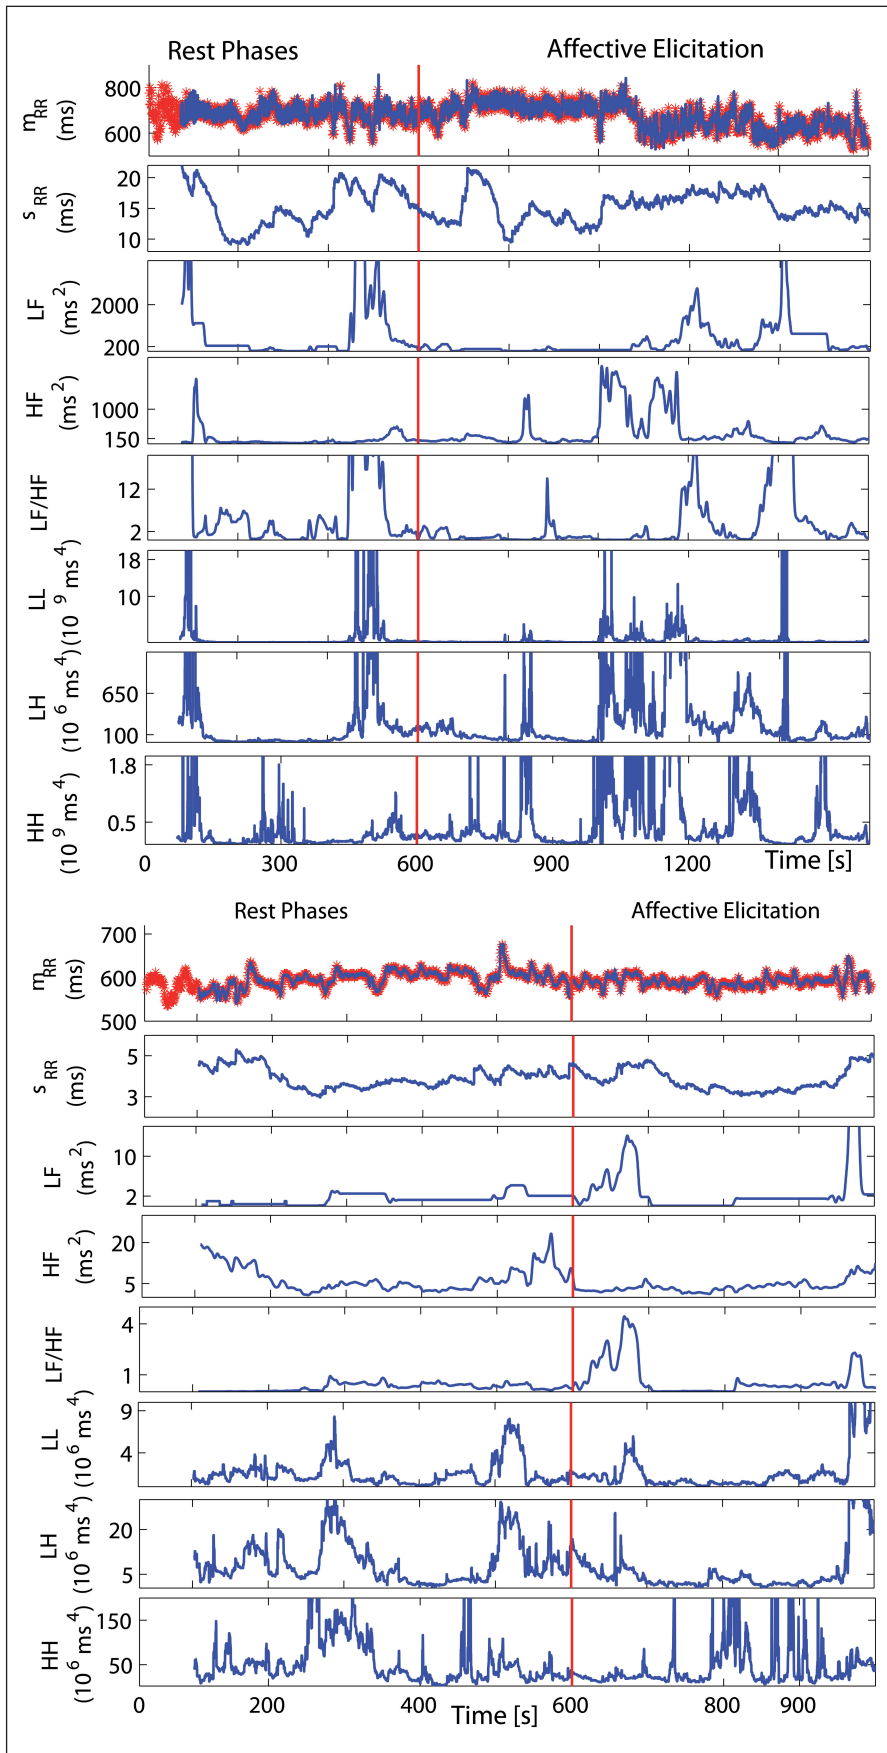 Rest Phases Affective Elicitation
800
600
m RR (ms)
20
15
10
s RR (ms)
2000
200
LF (ms^2)
1000
150
HF (ms^2)
12
2
LF/HF
18
10
LL (10^9 ms^4)
650
100
LH (10^6 ms^4)
1.8
0.5
HH (10^9 ms^4)
0 300 600 900 1200 Time [s]
Rest Phases Affective Elicitation
700
600
500
m RR (ms)
5
3
s RR (ms)
10
2
LF (ms^2)
20
5
HF (ms^2)
4
1
LF/HF
9
4
LL (10^6 ms^4)
20
5
LH (10^6 ms^4)
150
50
HH (10^6 ms^4)
0 200 400 600 800 900
Time [s]